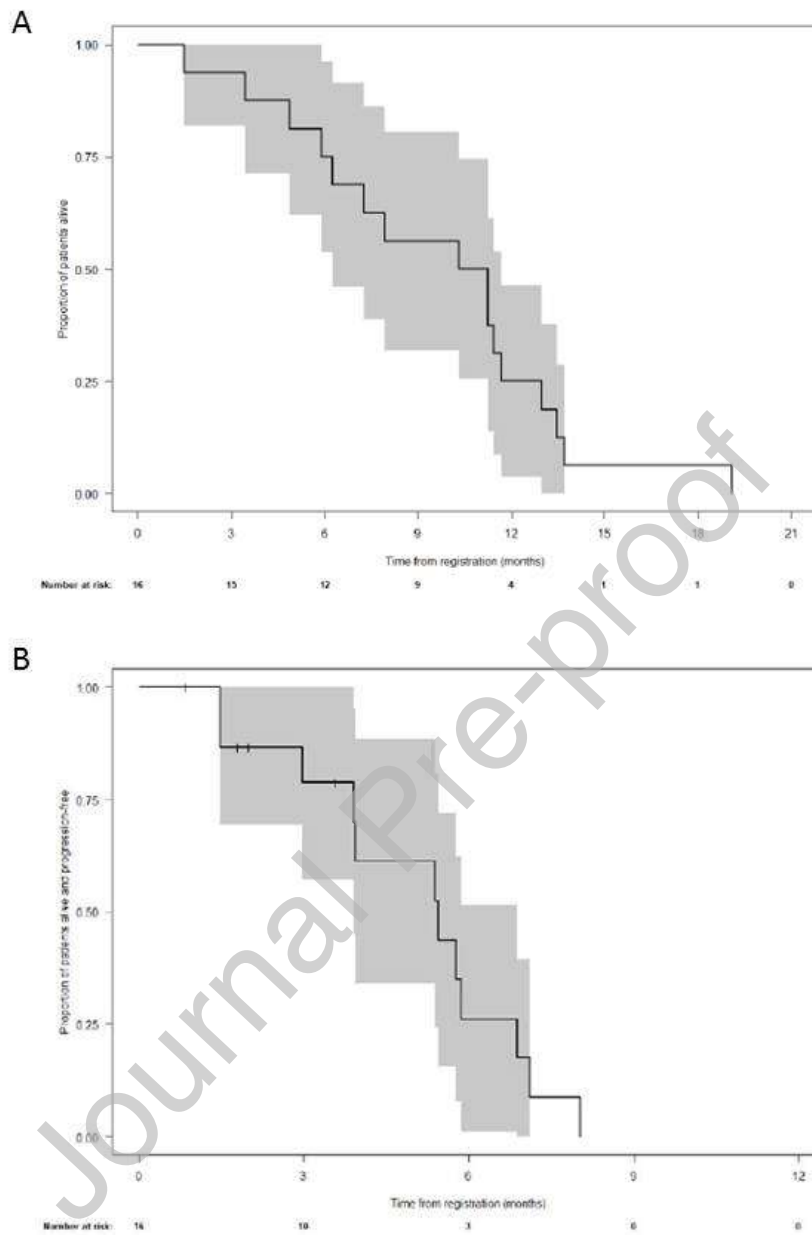 A
1.00
0.75
0.50
0.25
0.00
Proportion of patients alive
0 3 6 9 12 15 18 21
Time from registration (months)
Number at risk: 16 15 12 9 4 1 1 0
B
1.00
0.75
0.50
0.25
0.00
Proportion of patients alive and progression-free
0 3 6 9 12
Time from registration (months)
Number at risk: 16 10 3 0 0
Journal Pre-proof